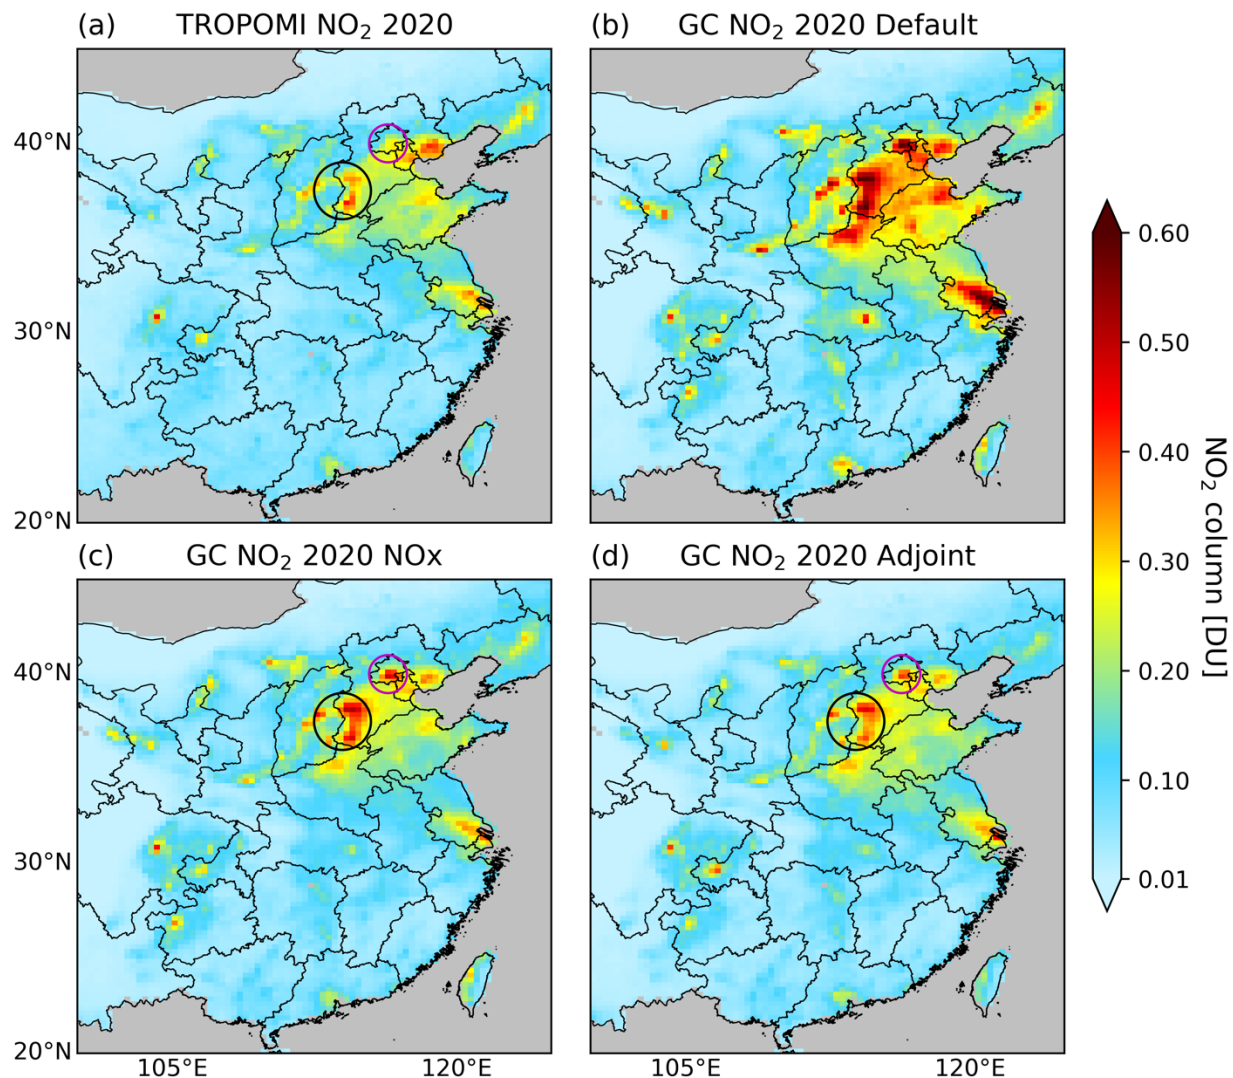 (a) TROPOMI NO₂ 2020
(b) GC NO₂ 2020 Default
40°N
30°N
20°N
(c) GC NO₂ 2020 NOx
(d) GC NO₂ 2020 Adjoint
40°N
30°N
20°N
105°E 120°E
105°E 120°E
0.60
0.50
0.40
0.30
0.20
0.10
0.01
NO₂ column [DU]